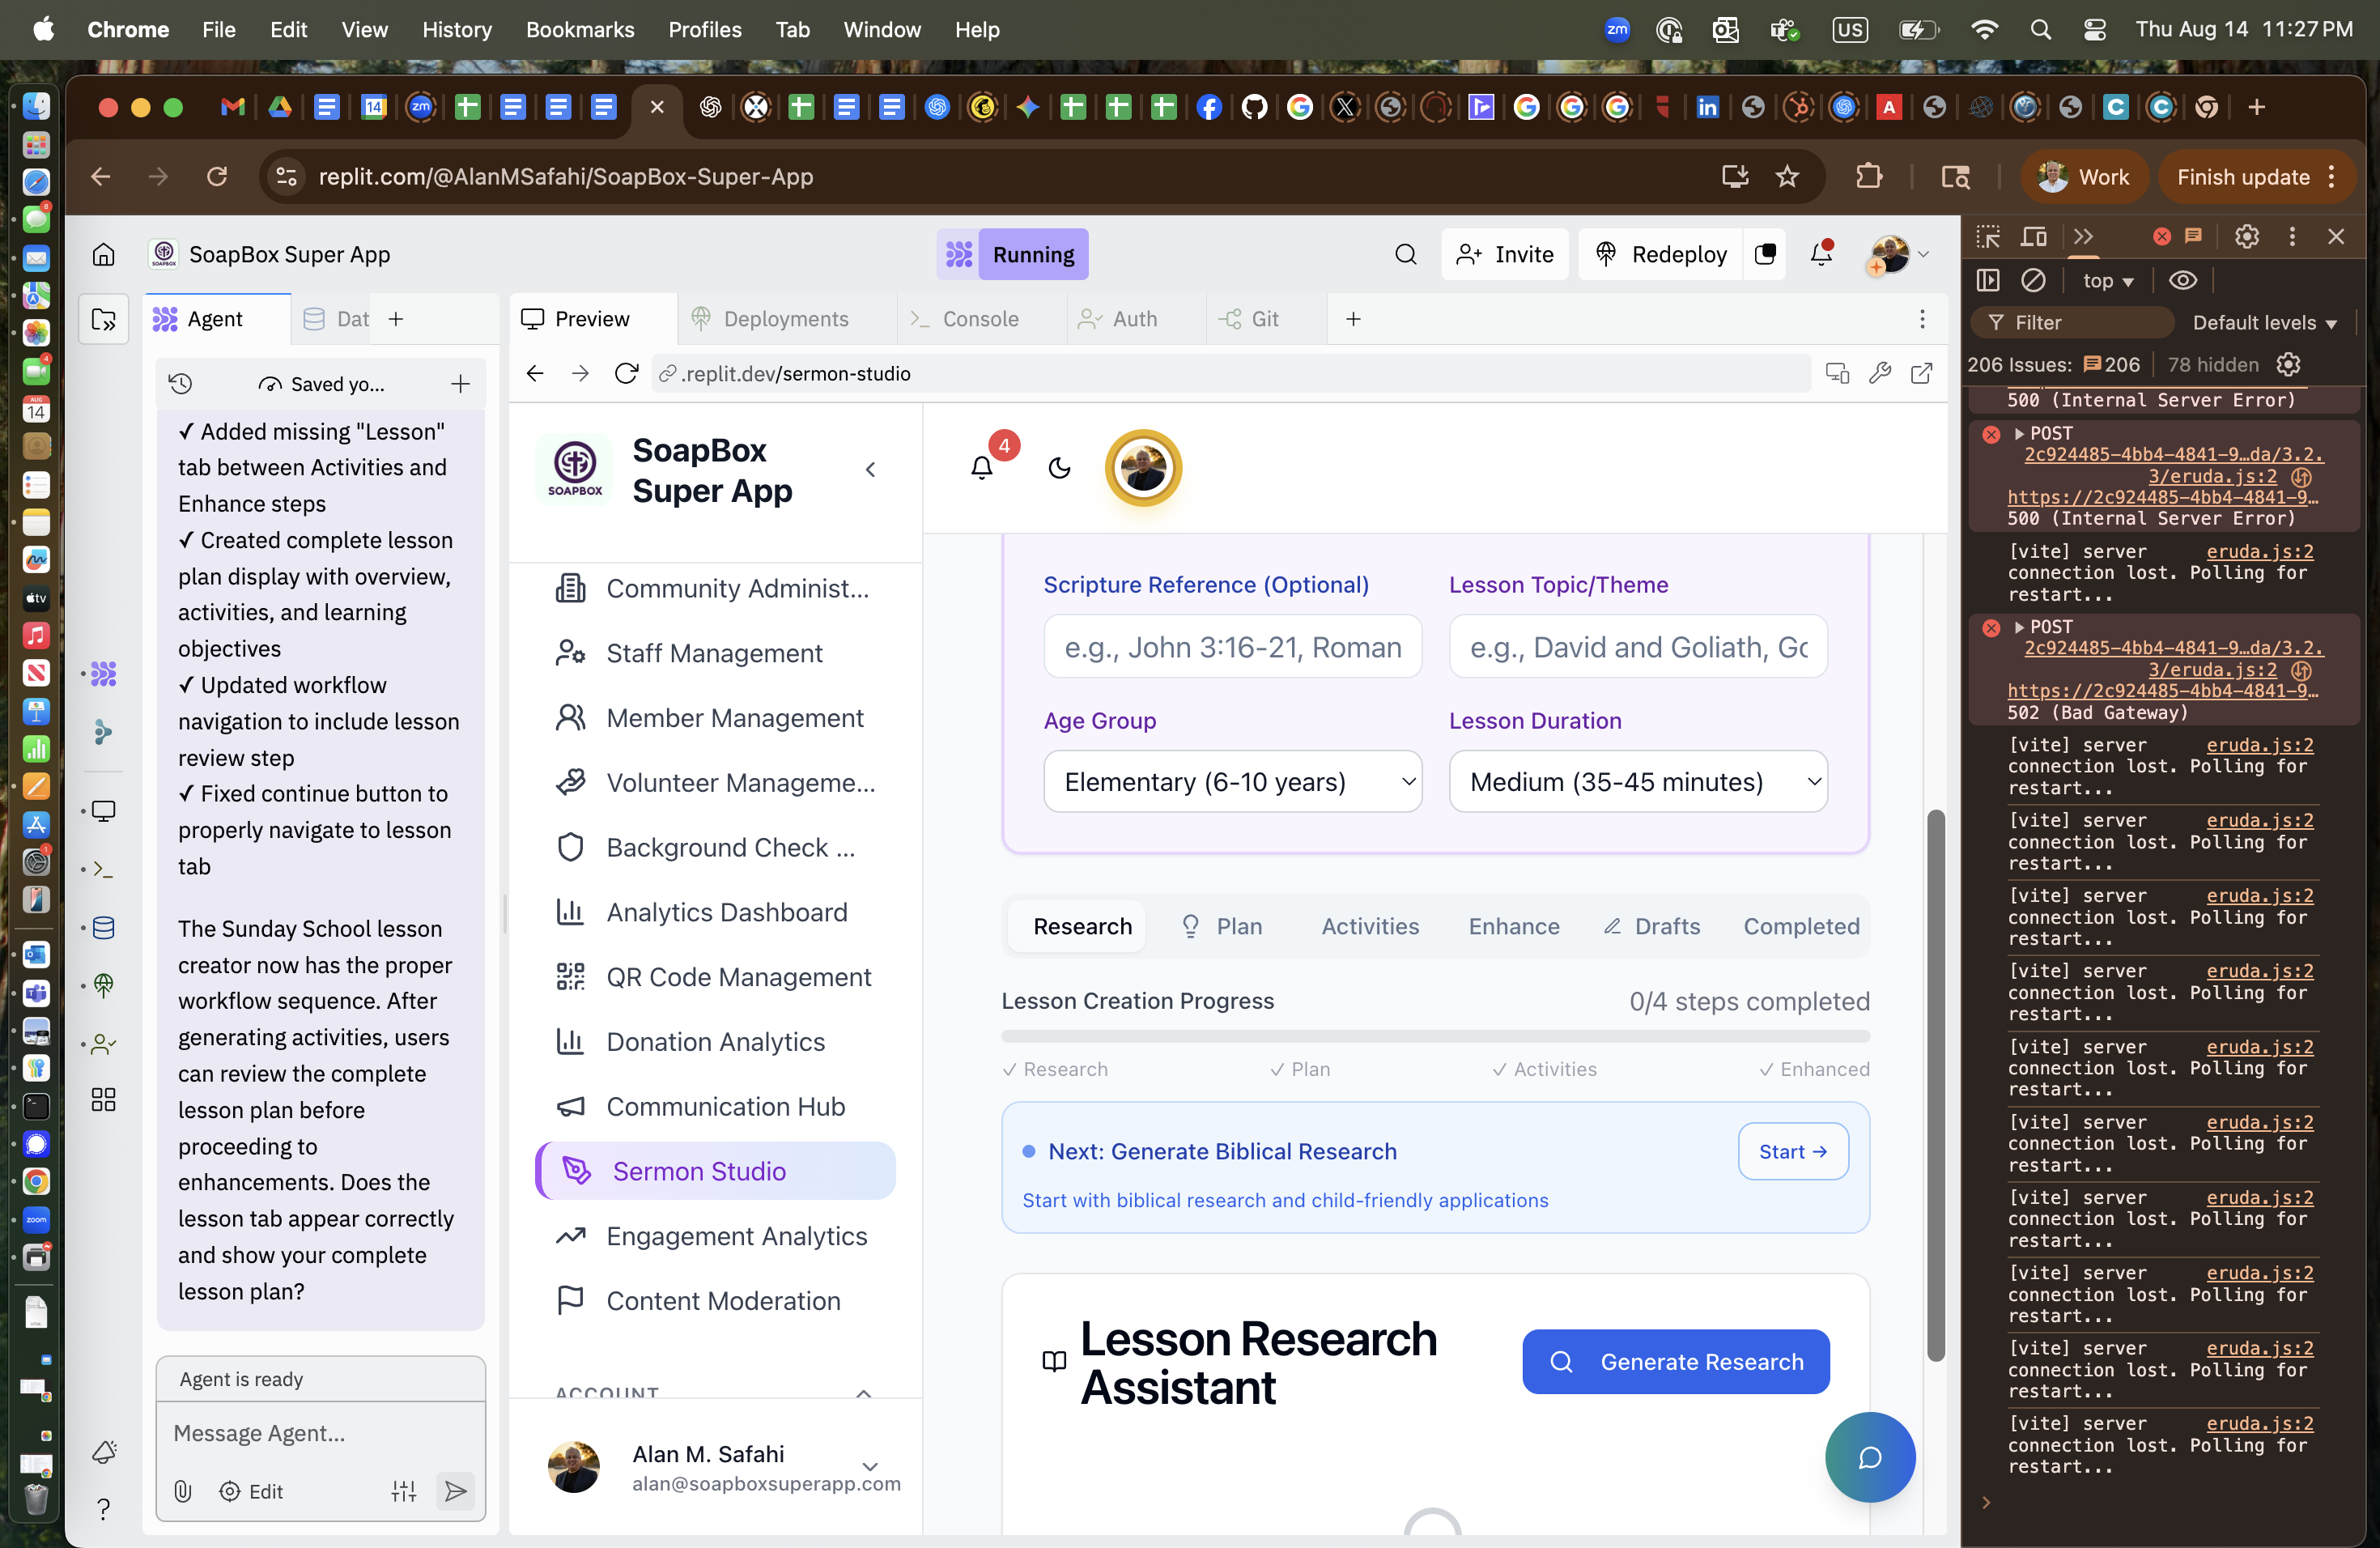 Chrome File Edit View History Bookmarks Profiles Tab Window Help
zm US Thu Aug 14 11:27 PM
replit.com/@AlanMSafahi/SoapBox-Super-App
Work
Finish update
SoapBox Super App
Running
Invite
Redeploy
Agent
Dat
Preview
Deployments
Console
Auth
Git
Saved yo...
.replit.dev/sermon-studio
✓ Added missing "Lesson"
tab between Activities and
Enhance steps
✓ Created complete lesson
plan display with overview,
activities, and learning
objectives
✓ Updated workflow
navigation to include lesson
review step
✓ Fixed continue button to
properly navigate to lesson
tab
The Sunday School lesson
creator now has the proper
workflow sequence. After
generating activities, users
can review the complete
lesson plan before
proceeding to
enhancements. Does the
lesson tab appear correctly
and show your complete
lesson plan?
Agent is ready
Message Agent...
Edit
SOAPBOX
SoapBox
Super App
4
Community Administ...
Staff Management
Member Management
Volunteer Manageme...
Background Check ...
Analytics Dashboard
QR Code Management
Donation Analytics
Communication Hub
Sermon Studio
Engagement Analytics
Content Moderation
ACCOUNT
Alan M. Safahi
alan@soapboxsuperapp.com
Scripture Reference (Optional)
Lesson Topic/Theme
e.g., John 3:16-21, Roman
e.g., David and Goliath, Go
Age Group
Lesson Duration
Elementary (6-10 years)
Medium (35-45 minutes)
Research Plan Activities Enhance Drafts Completed
Lesson Creation Progress
0/4 steps completed
✓ Research ✓ Plan ✓ Activities ✓ Enhanced
Next: Generate Biblical Research
Start →
Start with biblical research and child-friendly applications
Lesson Research
Assistant
Generate Research
top
Filter
Default levels
206 Issues: 206 78 hidden
500 (Internal Server Error)
POST
2c924485-4bb4-4841-9…da/3.2.
3/eruda.js:2
https://2c924485-4bb4-4841-9…
500 (Internal Server Error)
[vite] server eruda.js:2
connection lost. Polling for
restart...
POST
2c924485-4bb4-4841-9…da/3.2.
3/eruda.js:2
https://2c924485-4bb4-4841-9…
502 (Bad Gateway)
[vite] server eruda.js:2
connection lost. Polling for
restart...
[vite] server eruda.js:2
connection lost. Polling for
restart...
[vite] server eruda.js:2
connection lost. Polling for
restart...
[vite] server eruda.js:2
connection lost. Polling for
restart...
[vite] server eruda.js:2
connection lost. Polling for
restart...
[vite] server eruda.js:2
connection lost. Polling for
restart...
[vite] server eruda.js:2
connection lost. Polling for
restart...
[vite] server eruda.js:2
connection lost. Polling for
restart...
[vite] server eruda.js:2
connection lost. Polling for
restart...
[vite] server eruda.js:2
connection lost. Polling for
restart...